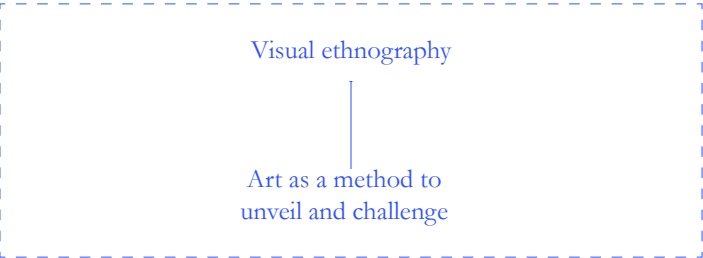 Visual ethnography
Art as a method to
unveil and challenge